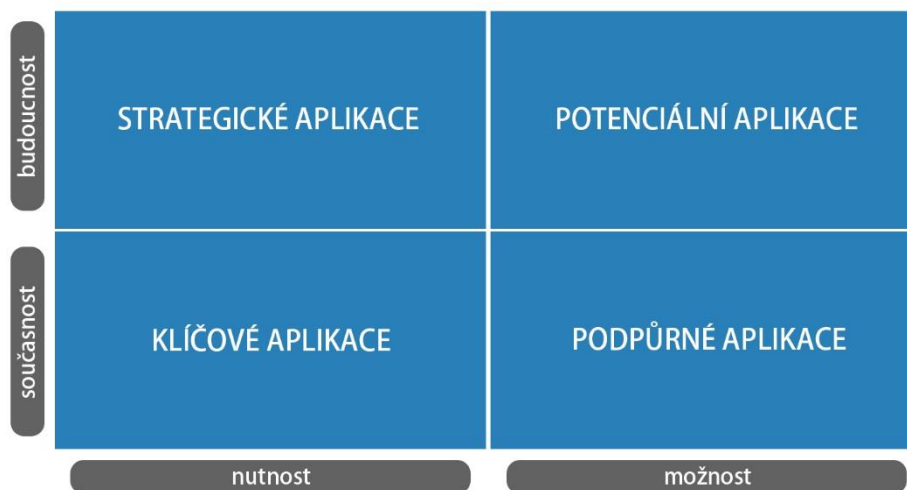 budoucnost
STRATEGICKÉ APLIKACE
POTENCIÁLNÍ APLIKACE
současnost
KLÍČOVÉ APLIKACE
PODPŮRNÉ APLIKACE
nutnost
možnost